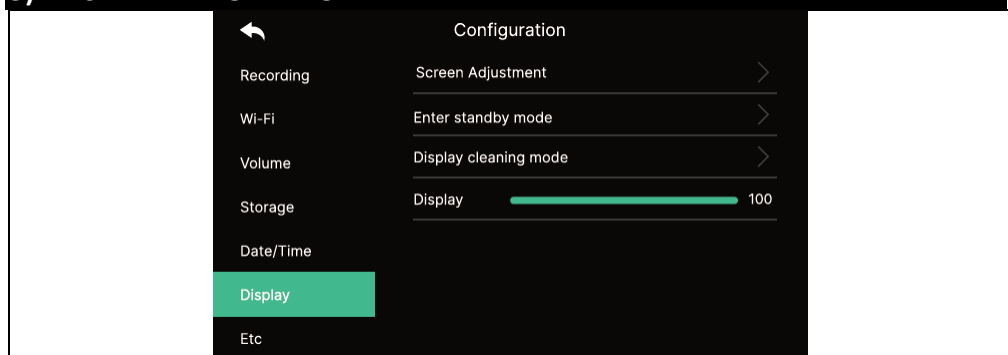 Configuration
Recording
Wi-Fi
Volume
Storage
Date/Time
Display
Etc
Screen Adjustment
Enter standby mode
Display cleaning mode
Display 100